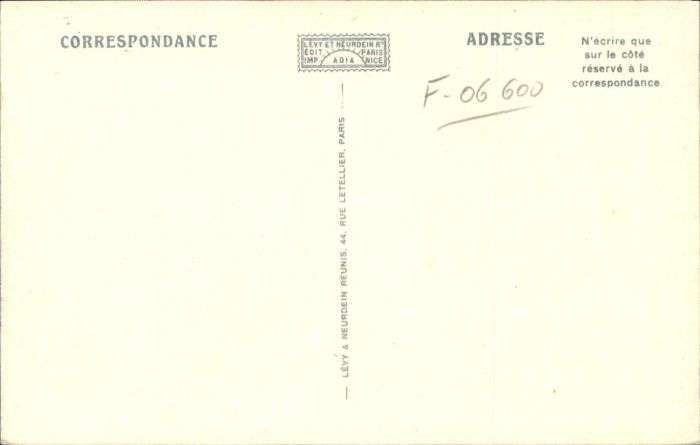 CORRESPONDANCE
LÉVY ET NEURDEIN Rs
ÉDIT. PARIS
IMP. ADIA NICE
ADRESSE
N'écrire que
sur le côté
réservé à la
correspondance
F-06 600
— LÉVY & NEURDEIN RÉUNIS, 44, RUE LETELLIER, PARIS —